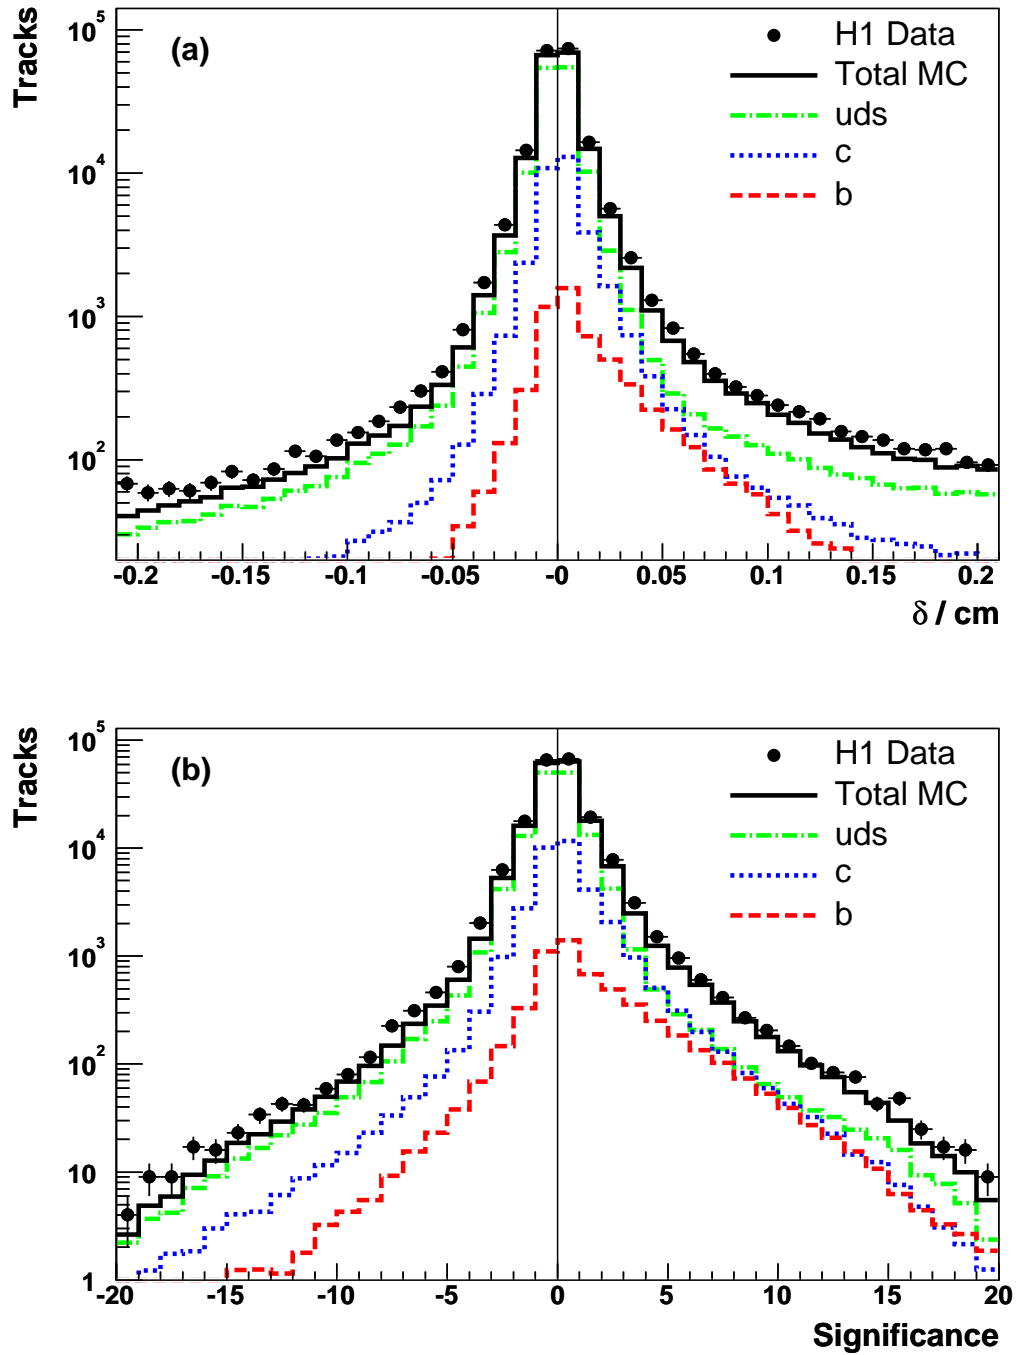 Tracks
(a)
H1 Data
Total MC
uds
c
b
10^5
10^4
10^3
10^2
-0.2 -0.15 -0.1 -0.05 -0 0.05 0.1 0.15 0.2
δ / cm
Tracks
(b)
H1 Data
Total MC
uds
c
b
10^5
10^4
10^3
10^2
10
1
-20 -15 -10 -5 0 5 10 15 20
Significance